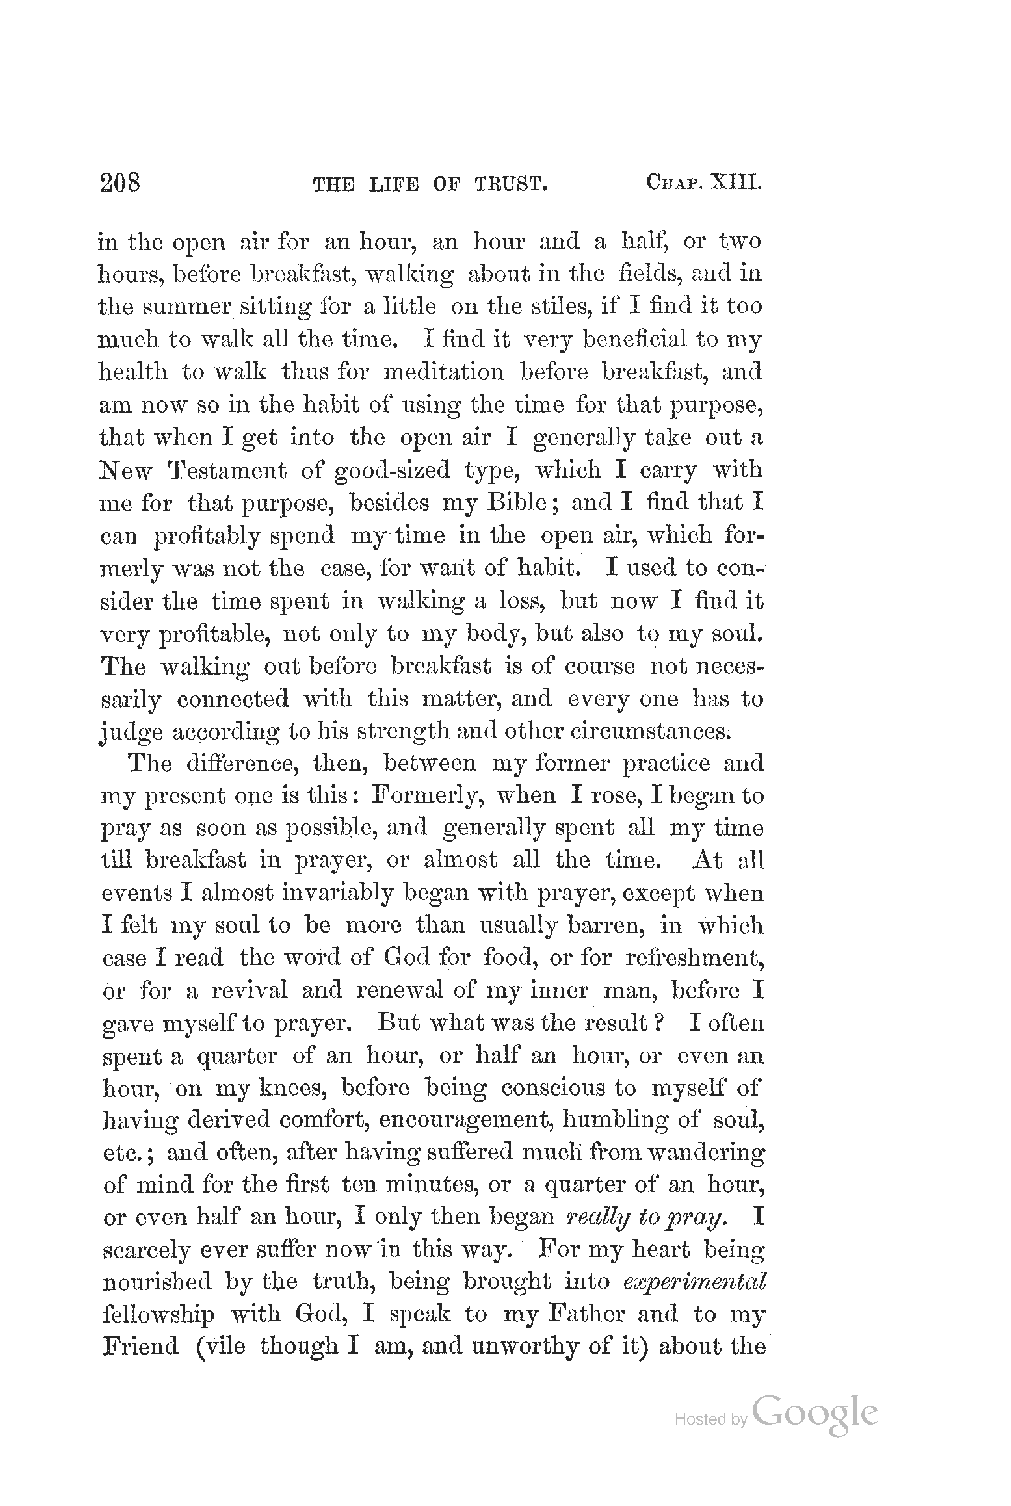 208 THE LIFE OF TRUST. CHAP. XIII.
in the open air for an hour, an hour and a half, or two
hours, before breakfast, walking about in the fields, and in
the summer sitting for a little on the stiles, if I find it too
much to walk all the time. I find it very beneficial to my
health to walk thus for meditation before breakfast, and
am now so in the habit of using the time for that purpose,
that when I get into the open air I generally take out a
New Testament of good-sized type, which I carry with
me for that purpose, besides my Bible; and I find that I
can profitably spend my time in the open air, which for-
merly was not the case, for want of habit. I used to con-
sider the time spent in walking a loss, but now I find it
very profitable, not only to my body, but also to my soul.
The walking out before breakfast is of course not neces-
sarily connected with this matter, and every one has to
judge according to his strength and other circumstances.
The difference, then, between my former practice and
my present one is this: Formerly, when I rose, I began to
pray as soon as possible, and generally spent all my time
till breakfast in prayer, or almost all the time. At all
events I almost invariably began with prayer, except when
I felt my soul to be more than usually barren, in which
case I read the word of God for food, or for refreshment,
or for a revival and renewal of my inner man, before I
gave myself to prayer. But what was the result? I often
spent a quarter of an hour, or half an hour, or even an
hour, on my knees, before being conscious to myself of
having derived comfort, encouragement, humbling of soul,
etc.; and often, after having suffered much from wandering
of mind for the first ten minutes, or a quarter of an hour,
or even half an hour, I only then began really to pray. I
scarcely ever suffer now in this way. For my heart being
nourished by the truth, being brought into experimental
fellowship with God, I speak to my Father and to my
Friend (vile though I am, and unworthy of it) about the
Hosted by Google